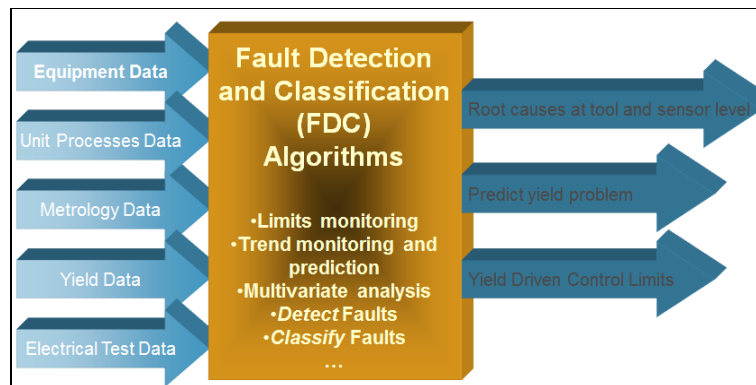 Equipment Data
Unit Processes Data
Metrology Data
Yield Data
Electrical Test Data
Fault Detection
and Classification
(FDC)
Algorithms
•Limits monitoring
•Trend monitoring and
prediction
•Multivariate analysis
•Detect Faults
•Classify Faults
...
Root causes at tool and sensor level
Predict yield problem
Yield Driven Control Limits